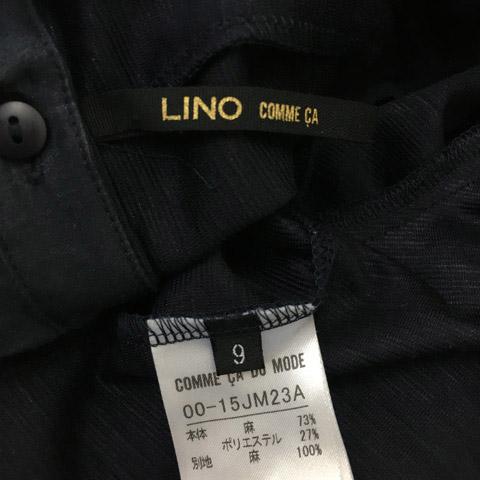 LINO COMME ÇA
9
COMME ÇA DU MODE
00-15JM23A
本体 麻 73%
ポリエステル 27%
別地 麻 100%